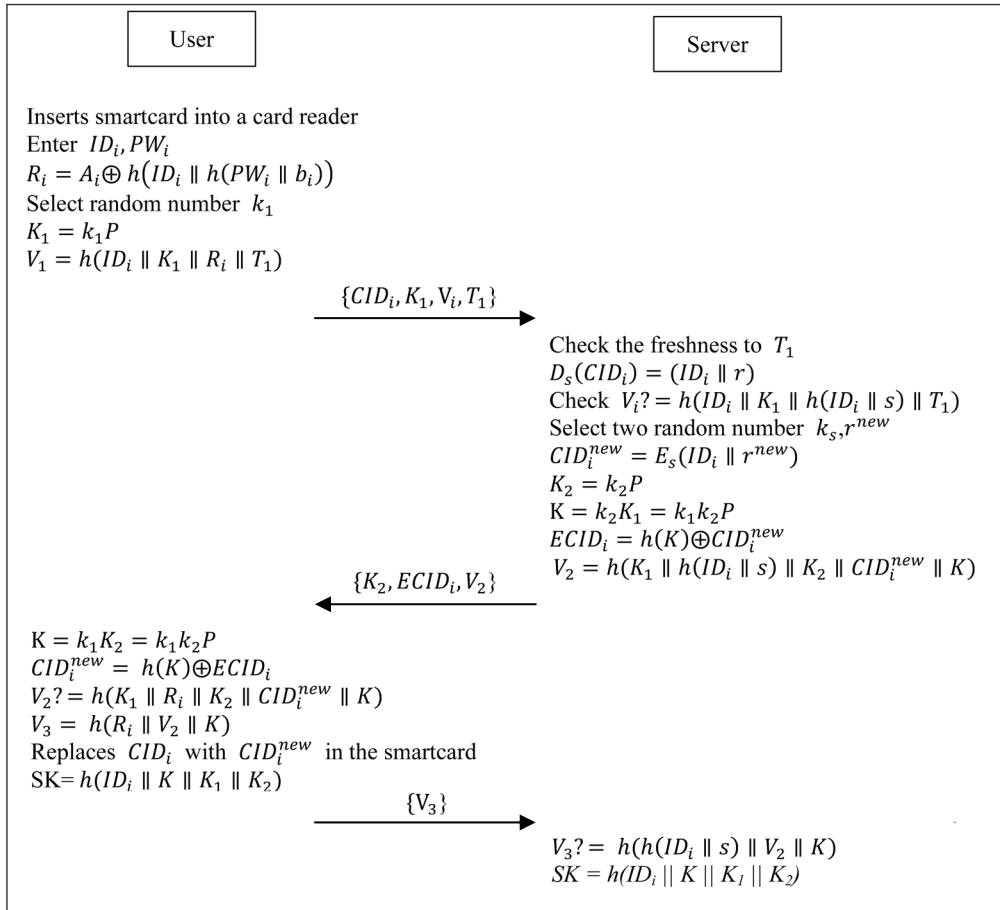 User
Server
Inserts smartcard into a card reader
Enter ID_i, PW_i
R_i = A_i⊕ h(ID_i ∥ h(PW_i ∥ b_i))
Select random number k_1
K_1 = k_1P
V_1 = h(ID_i ∥ K_1 ∥ R_i ∥ T_1)
{CID_i, K_1, V_i, T_1}
Check the freshness to T_1
D_s(CID_i) = (ID_i ∥ r)
Check V_i? = h(ID_i ∥ K_1 ∥ h(ID_i ∥ s) ∥ T_1)
Select two random number k_s,r^new
CID_i^new = E_s(ID_i ∥ r^new)
K_2 = k_2P
K = k_2K_1 = k_1k_2P
ECID_i = h(K)⊕CID_i^new
V_2 = h(K_1 ∥ h(ID_i ∥ s) ∥ K_2 ∥ CID_i^new ∥ K)
{K_2, ECID_i, V_2}
K = k_1K_2 = k_1k_2P
CID_i^new = h(K)⊕ECID_i
V_2? = h(K_1 ∥ R_i ∥ K_2 ∥ CID_i^new ∥ K)
V_3 = h(R_i ∥ V_2 ∥ K)
Replaces CID_i with CID_i^new in the smartcard
SK= h(ID_i ∥ K ∥ K_1 ∥ K_2)
{V_3}
V_3? = h(h(ID_i ∥ s) ∥ V_2 ∥ K)
SK = h(ID_i || K || K_1 || K_2)